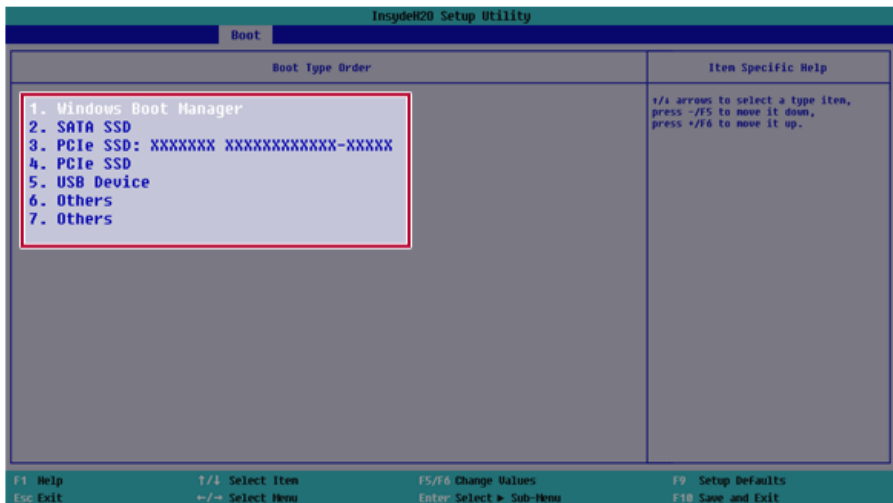 InsydeH20 Setup Utility
Boot
Boot Type Order
Item Specific Help
1. Windows Boot Manager
2. SATA SSD
3. PCIe SSD: XXXXXXX XXXXXXXXXXXX-XXXXX
4. PCIe SSD
5. USB Device
6. Others
7. Others
↑/↓ arrows to select a type item,
press -/F5 to move it down,
press +/F6 to move it up.
F1 Help ↑/↓ Select Item F5/F6 Change Values F9 Setup Defaults
Esc Exit ←/→ Select Menu Enter Select ► Sub-Menu F10 Save and Exit